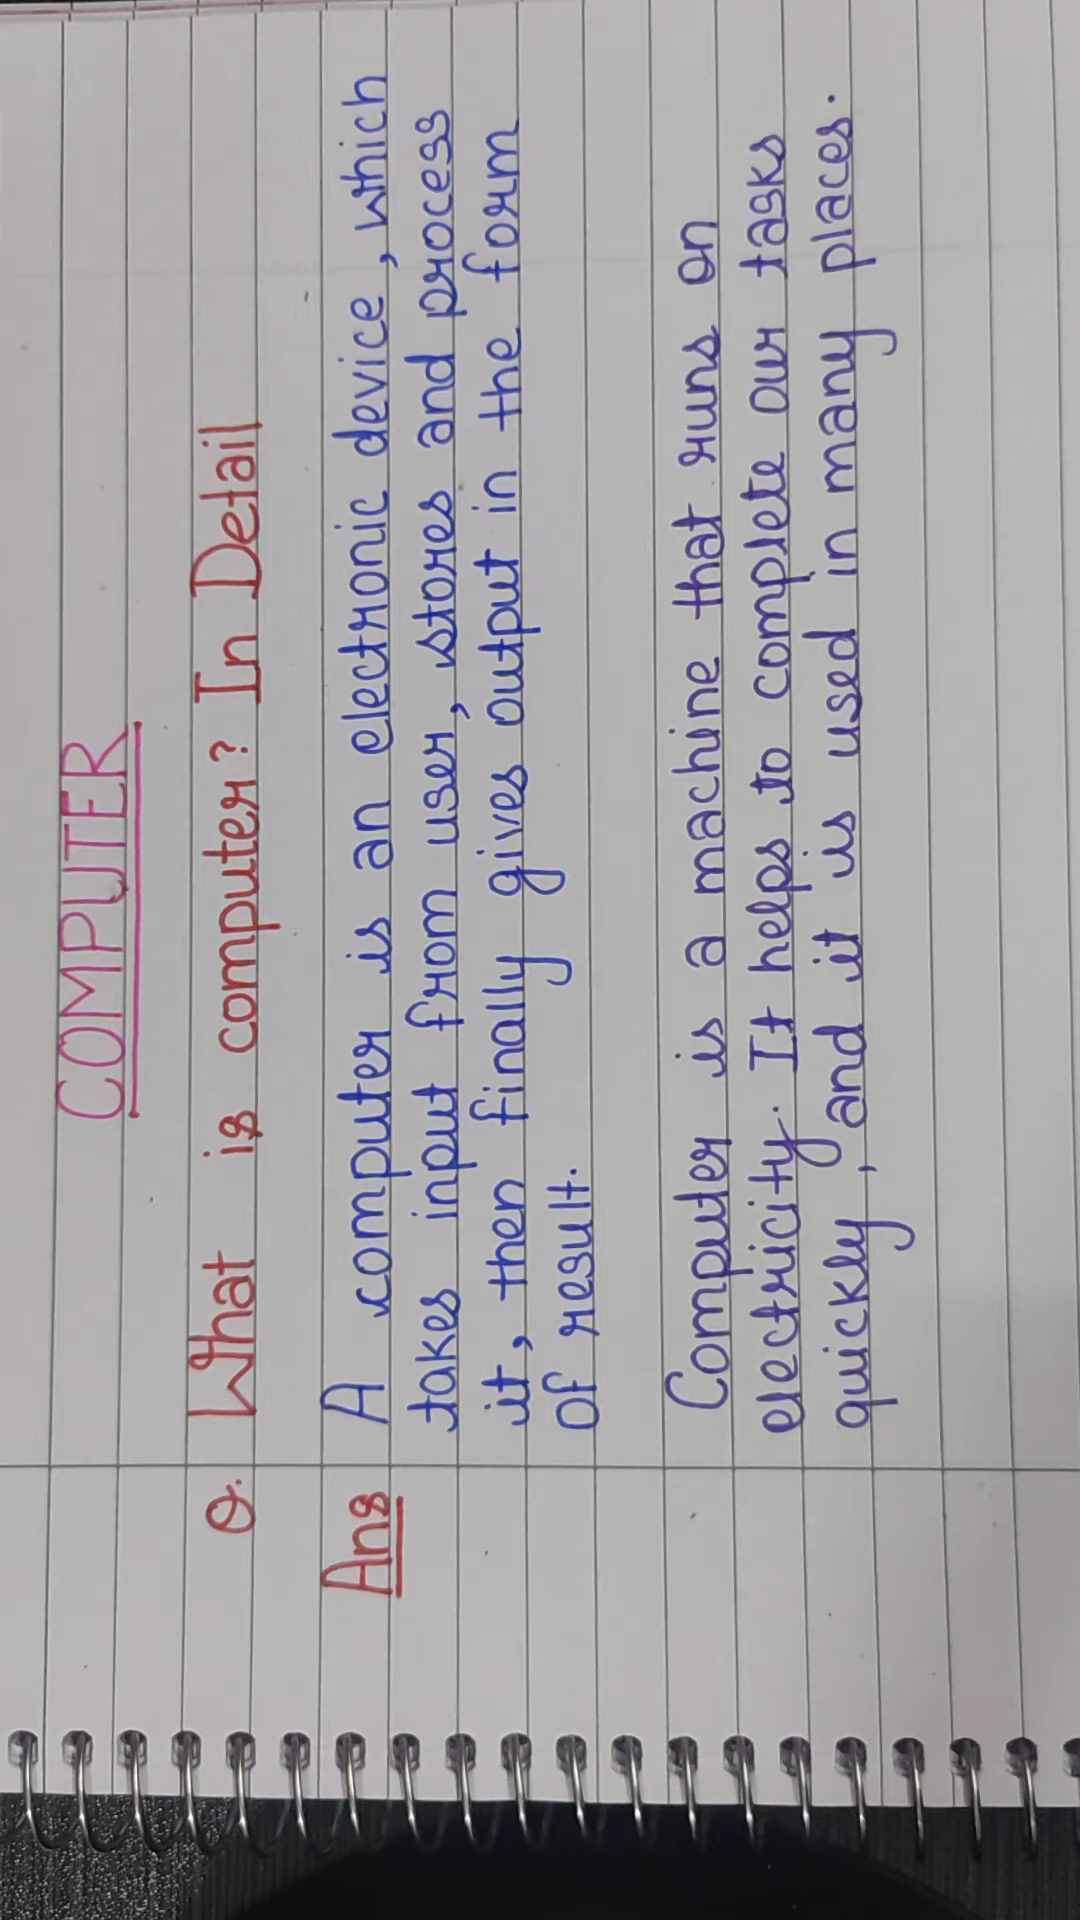 COMPUTER
Q. What is computer? In Detail
Ans A computer is an electronic device, which
takes input from user, stores and process
it, then finally gives output in the form
of result.
Computer is a machine that runs on
electricity. It helps to complete our tasks
quickly, and it is used in many places.